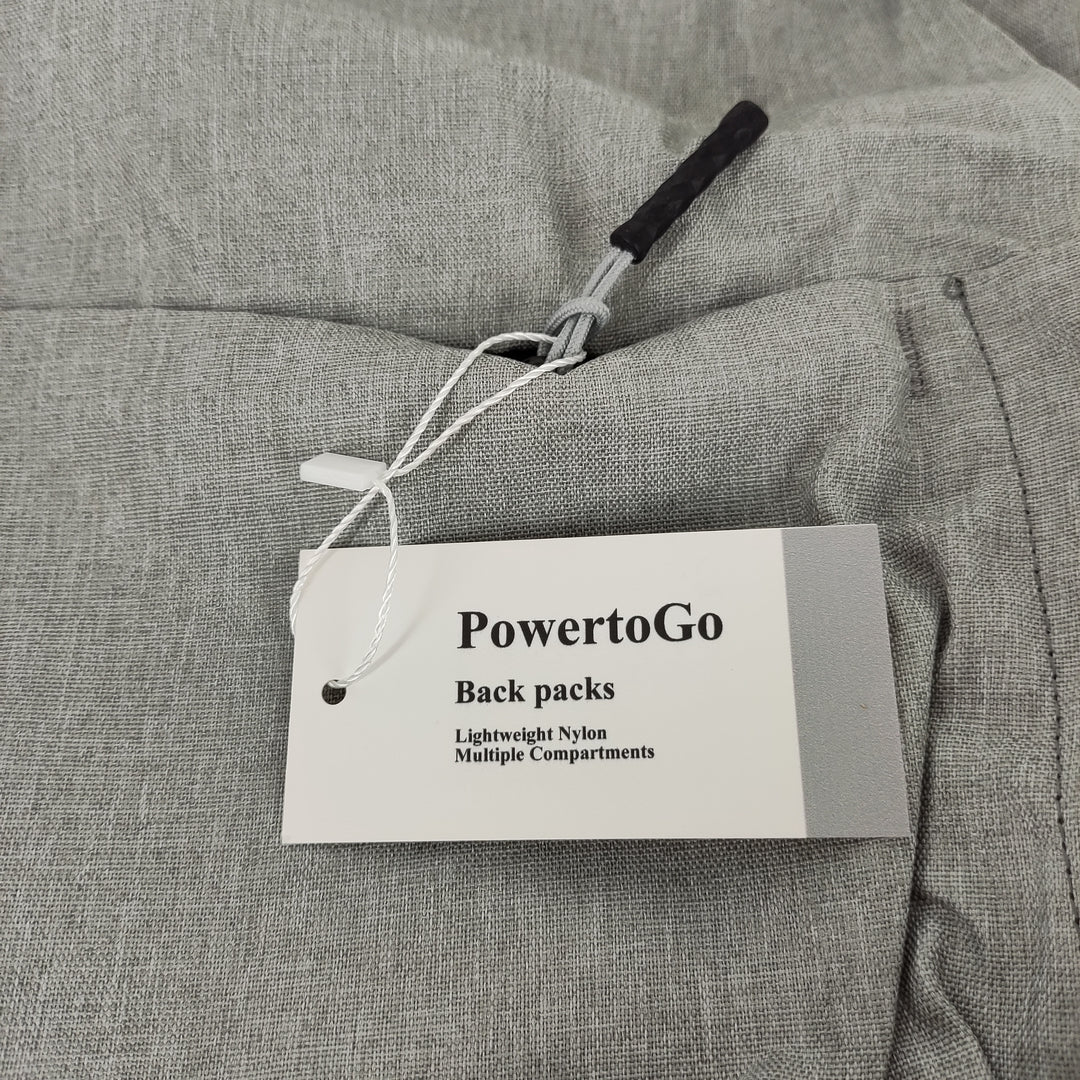 PowertoGo
Back packs
Lightweight Nylon
Multiple Compartments